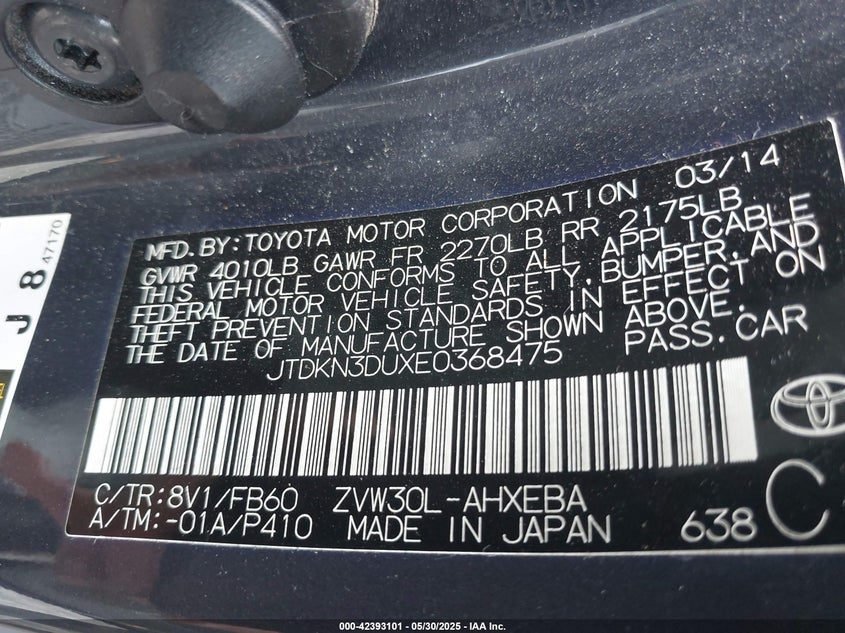 MFD.BY:TOYOTA MOTOR CORPORATION 03/14
GVWR 4010LB GAWR FR 2270LB RR 2175LB
THIS VEHICLE CONFORMS TO ALL APPLICABLE
FEDERAL MOTOR VEHICLE SAFETY,BUMPER,AND
THEFT PREVENTION STANDARDS IN EFFECT ON
THE DATE OF MANUFACTURE SHOWN ABOVE.
JTDKN3DUXE0368475 PASS.CAR
C/TR:8V1/FB60 ZVW30L-AHXEBA C
A/TM:-01A/P410 MADE IN JAPAN 638
J 8
47170
000-42393101 - 05/30/2025 - IAA Inc.